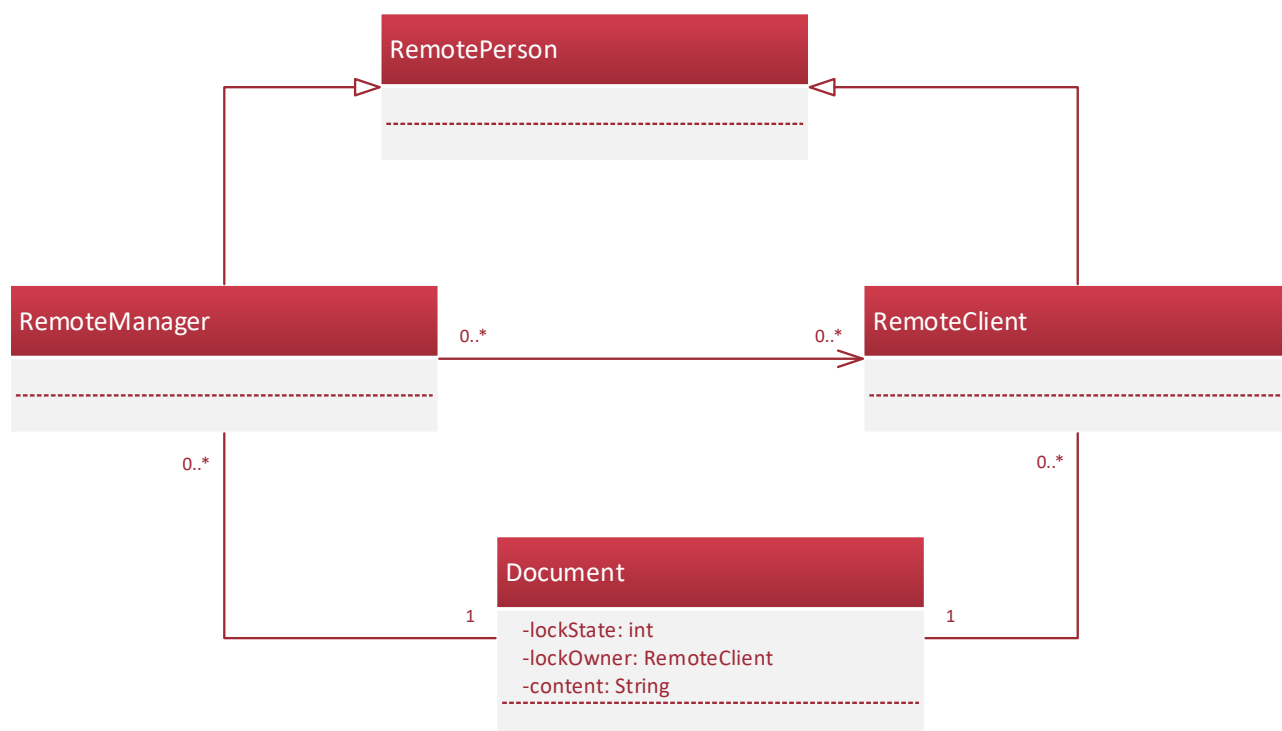 RemotePerson
RemoteManager
0..*
0..*
RemoteClient
0..*
0..*
Document
1
1
-lockState: int
-lockOwner: RemoteClient
-content: String